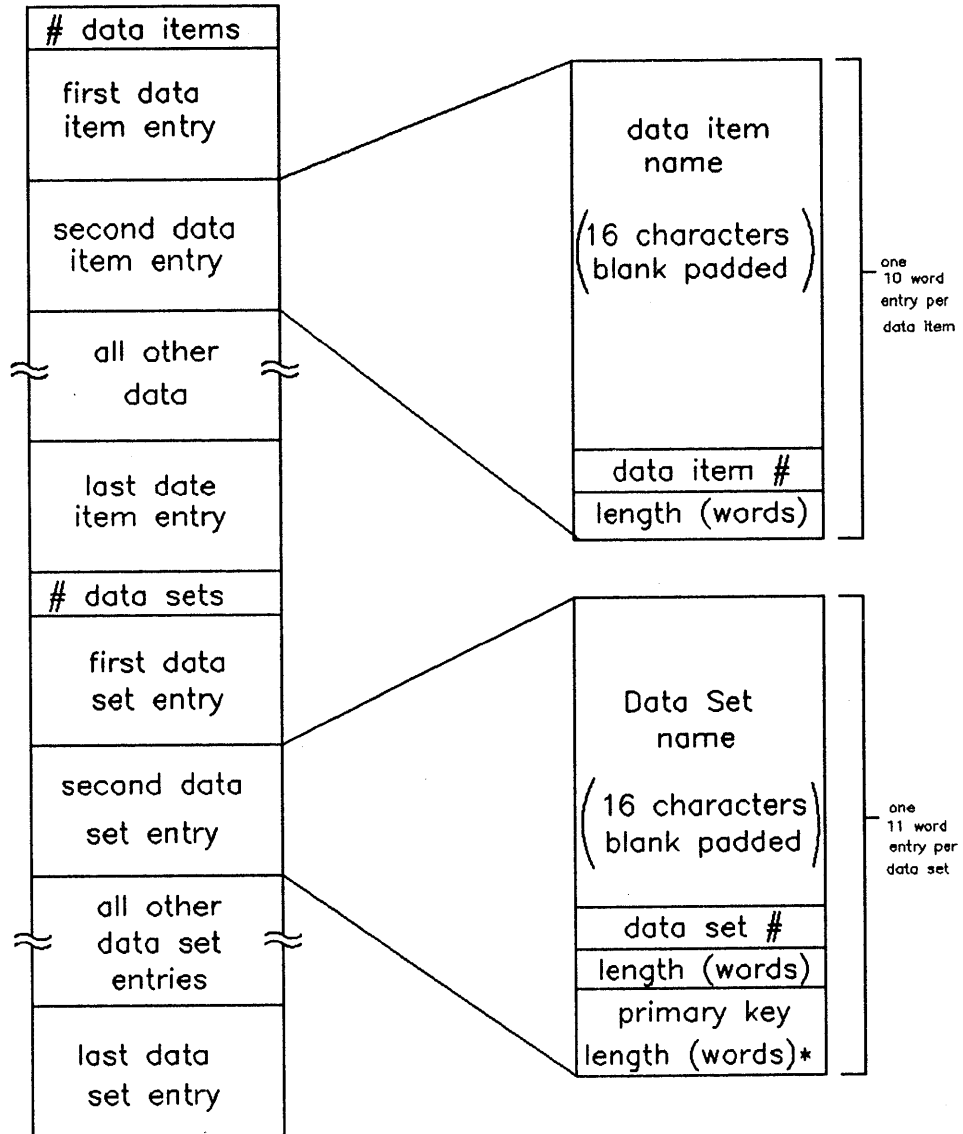 # data items
first data
item entry
second data
item entry
all other
data
last date
item entry
# data sets
first data
set entry
second data
set entry
all other
data set
entries
last data
set entry
data item
name
(16 characters
blank padded)
data item #
length (words)
one
10 word
entry per
data item
Data Set
name
(16 characters
blank padded)
data set #
length (words)
primary key
length (words)*
one
11 word
entry per
data set